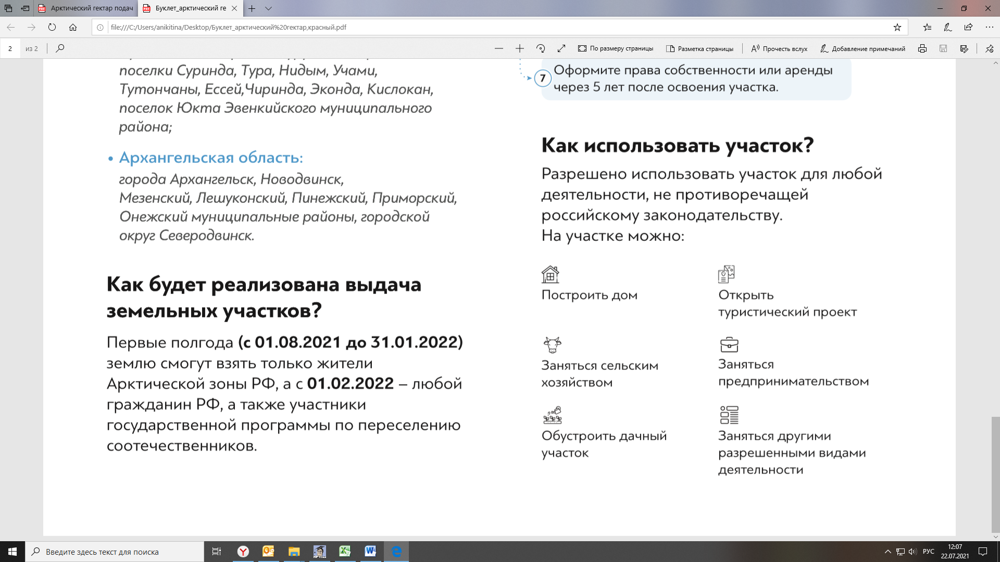 Арктический гектар подач
Буклет_арктический ге
file:///C:/Users/anikitina/Desktop/Буклет_арктический%20гектар,красный.pdf
2
из 2
По размеру страницы
Разметка страницы
Прочесть вслух
Добавление примечаний
поселки Суринда, Тура, Нидым, Учами,
Тутончаны, Ессей,Чиринда, Эконда, Кислокан,
поселок Юкта Эвенкийского муниципального
района;
• Архангельская область:
города Архангельск, Новодвинск,
Мезенский, Лешуконский, Пинежский, Приморский,
Онежский муниципальные районы, городской
округ Северодвинск.
Как будет реализована выдача
земельных участков?
Первые полгода (с 01.08.2021 до 31.01.2022)
землю смогут взять только жители
Арктической зоны РФ, а с 01.02.2022 – любой
гражданин РФ, а также участники
государственной программы по переселению
соотечественников.
7
Оформите права собственности или аренды
через 5 лет после освоения участка.
Как использовать участок?
Разрешено использовать участок для любой
деятельности, не противоречащей
российскому законодательству.
На участке можно:
Построить дом
Открыть
туристический проект
Заняться сельским
хозяйством
Заняться
предпринимательством
Обустроить дачный
участок
Заняться другими
разрешенными видами
деятельности
Введите здесь текст для поиска
РУС
12:07
22.07.2021